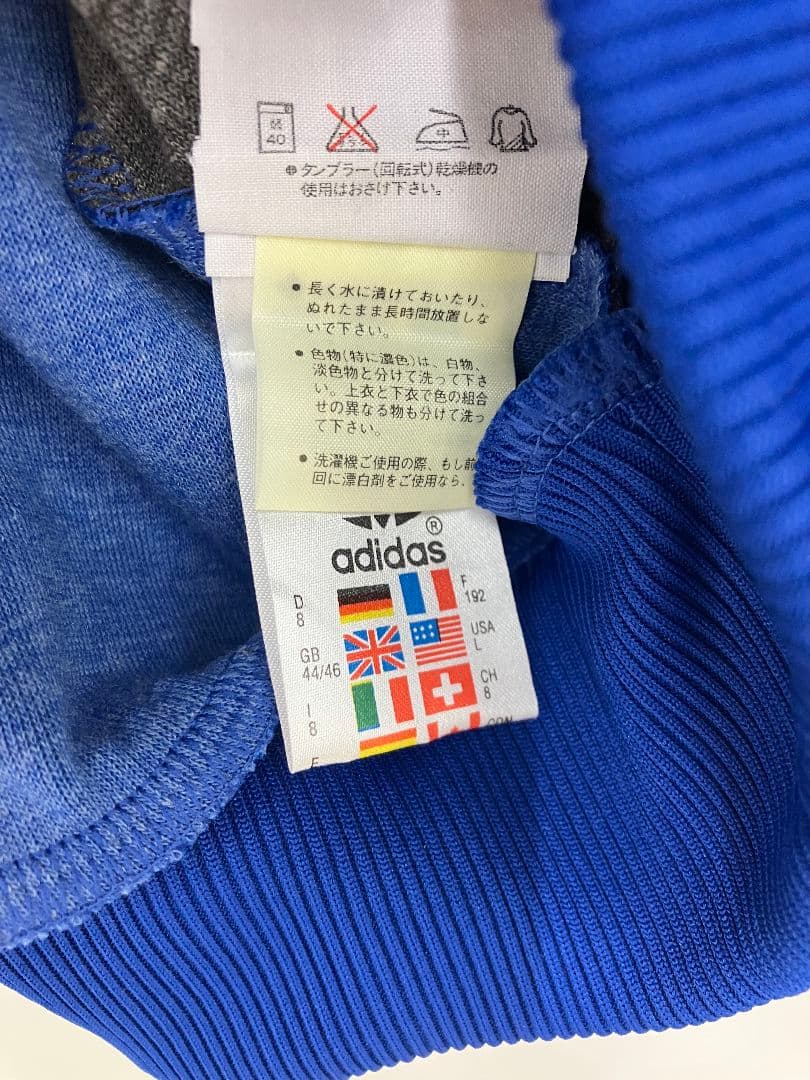 40
中
タンブラー(回転式)乾燥機の
使用はおさけ下さい。
● 長く水に漬けておいたり、
ぬれたまま長時間放置しな
いで下さい。
● 色物(特に濃色)は、白物、
淡色物と分けて洗って下さ
い。上衣と下衣で色の組合
せの異なる物も分けて洗っ
て下さい。
● 洗濯機ご使用の際、もし前
回に漂白剤をご使用なら、
®
adidas
D
8
F
192
GB
44/46
USA
L
I
8
CH
8